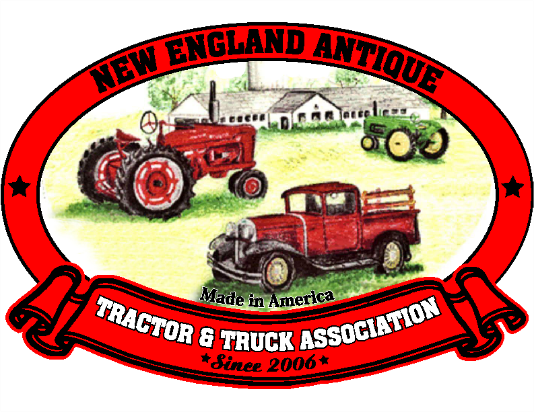 NEW ENGLAND ANTIQUE
Made in America
TRACTOR & TRUCK ASSOCIATION
Since 2006